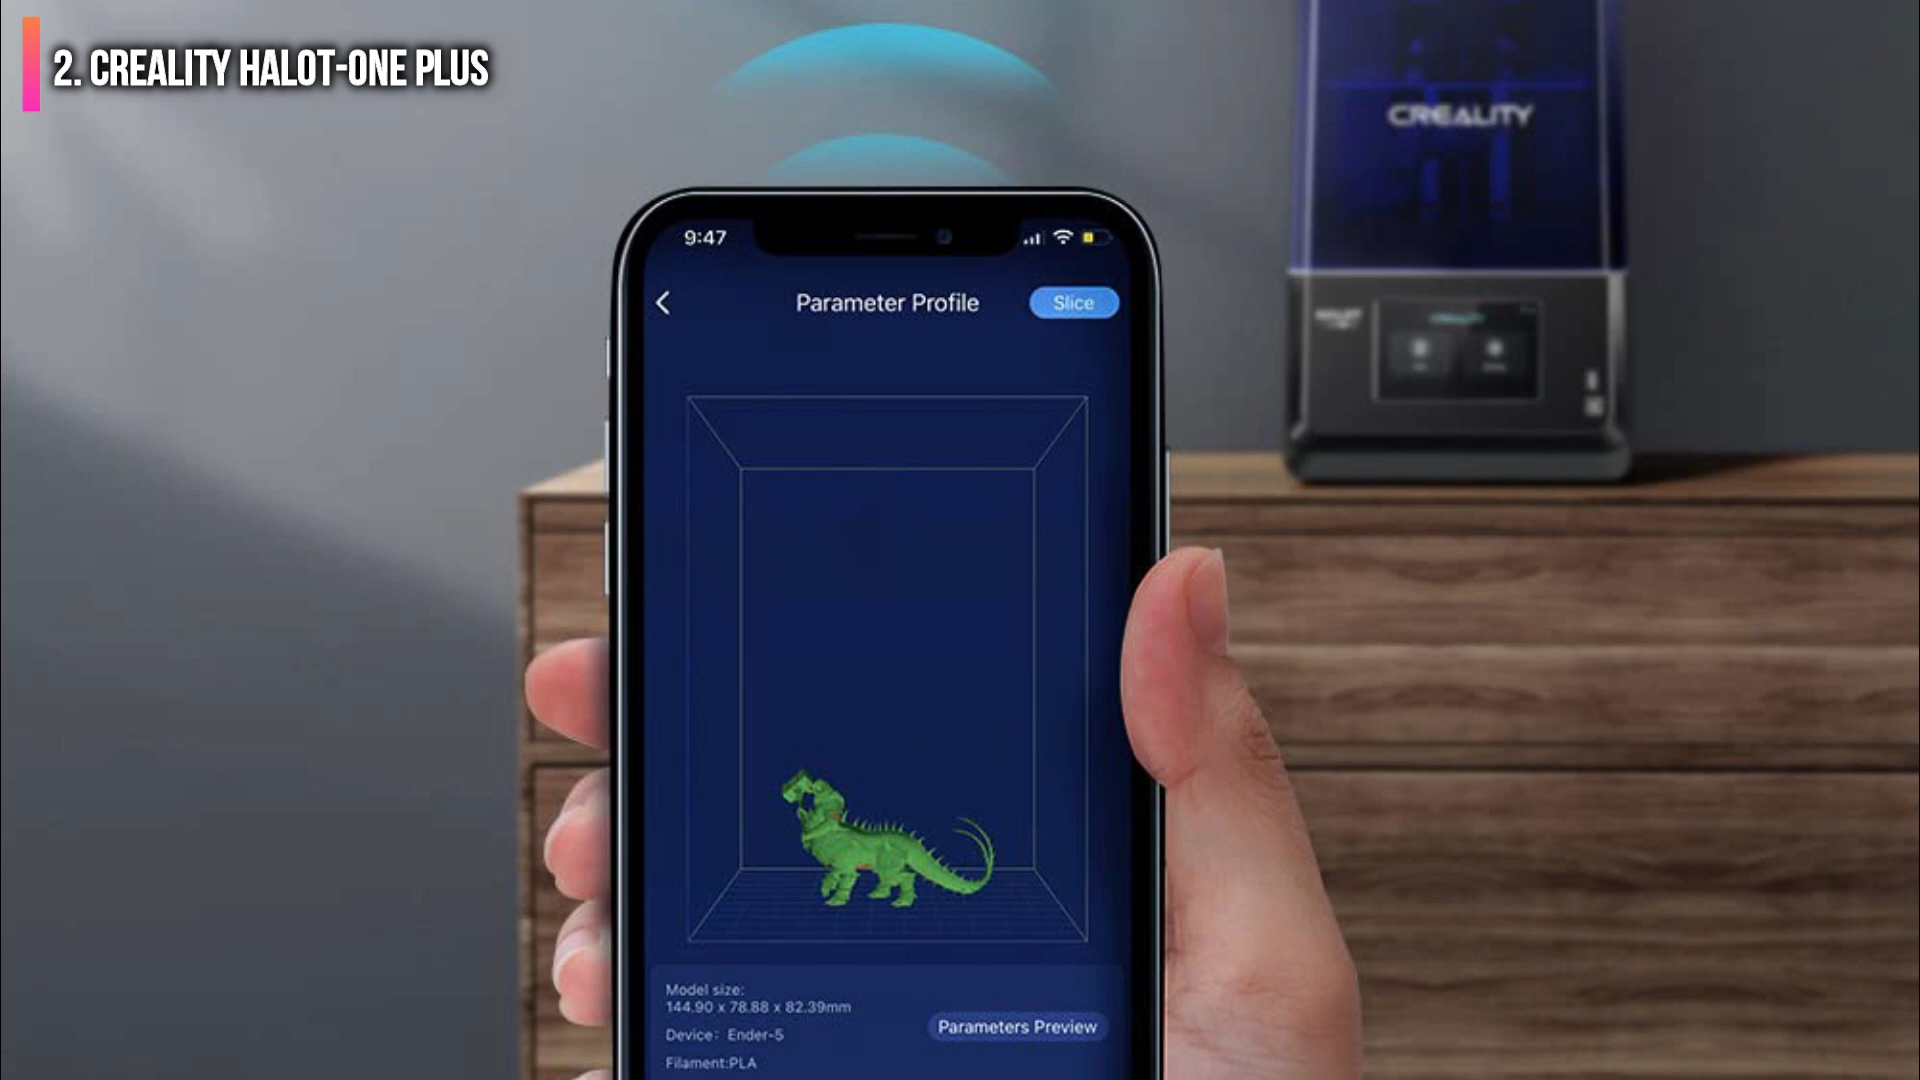 2. CREALITY HALOT-ONE PLUS
CREALITY
9:47
Parameter Profile
Slice
Model size:
144.90 x 78.88 x 82.39mm
Device: Ender-5
Parameters Preview
Filament:PLA